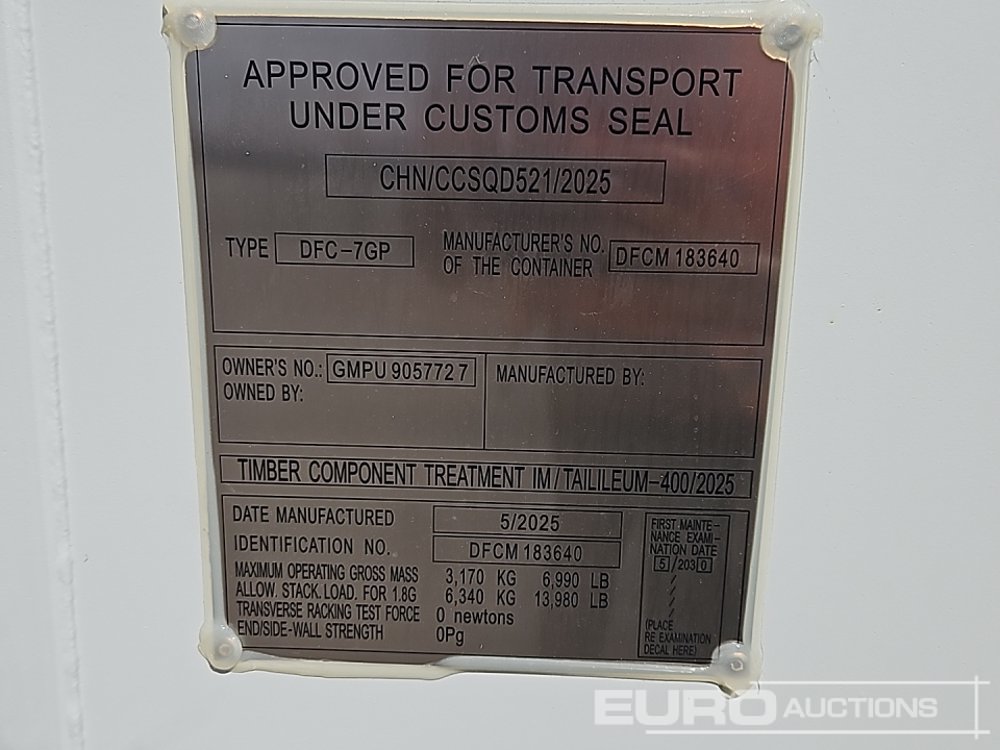 APPROVED FOR TRANSPORT
UNDER CUSTOMS SEAL
CHN/CCSQD521/2025
TYPE DFC-7GP MANUFACTURER'S NO. OF THE CONTAINER DFCM 183640
OWNER'S NO.: GMPU 905772 7
OWNED BY:
MANUFACTURED BY:
TIMBER COMPONENT TREATMENT IM/TAILILEUM-400/2025
DATE MANUFACTURED 5/2025
IDENTIFICATION NO. DFCM 183640
MAXIMUM OPERATING GROSS MASS 3,170 KG 6,990 LB
ALLOW. STACK. LOAD. FOR 1.8G 6,340 KG 13,980 LB
TRANSVERSE RACKING TEST FORCE 0 newtons
END/SIDE-WALL STRENGTH 0Pg
FIRST MAINTE-
NANCE EXAMI-
NATION DATE
5/2030
/
/
/
/
(PLACE
RE EXAMINATION
DECAL HERE)
EURO AUCTIONS